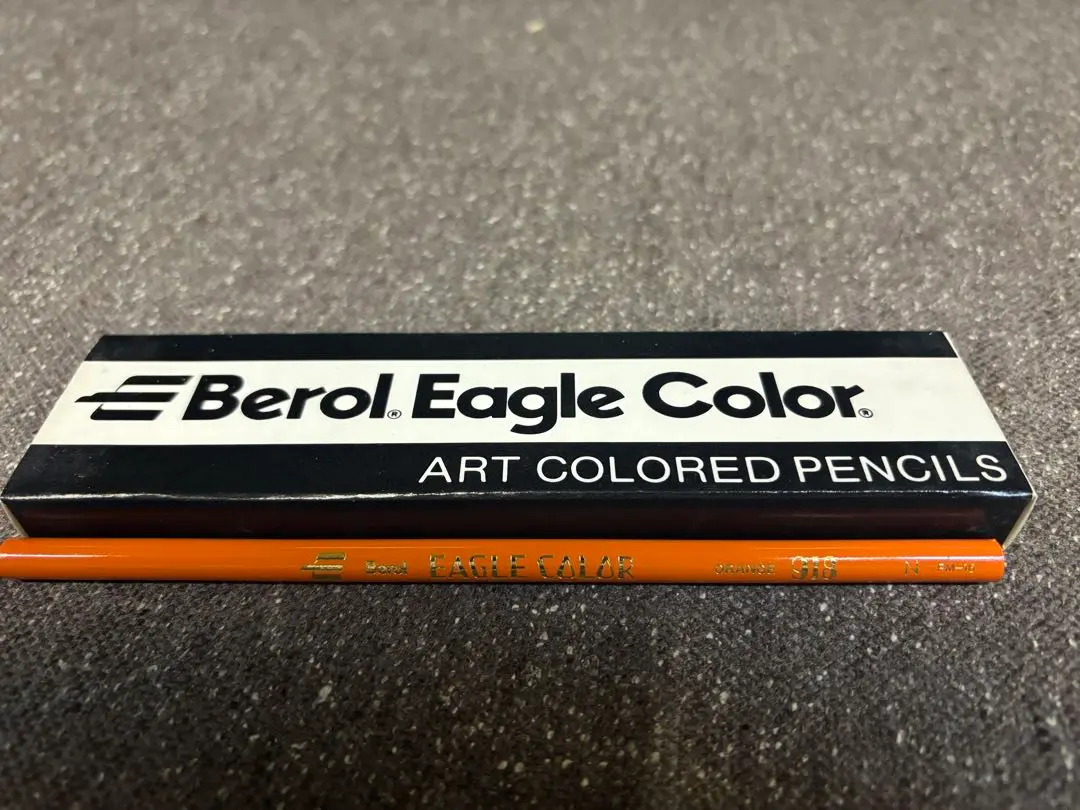 Berol® Eagle Color®
ART COLORED PENCILS
Berol EAGLE COLOR ORANGE 918 N